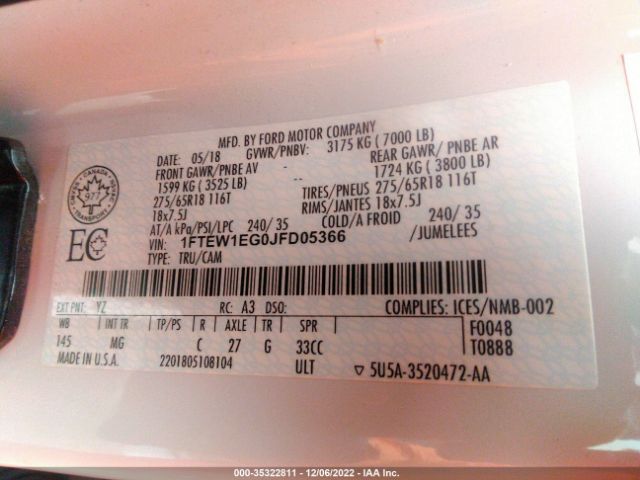 MFD. BY FORD MOTOR COMPANY
DATE: 05/18 GVWR/PNBV: 3175 KG ( 7000 LB)
FRONT GAWR/PNBE AV -- REAR GAWR/ PNBE AR
1599 KG ( 3525 LB) 1724 KG ( 3800 LB)
275/65R18 116T -- TIRES/PNEUS 275/65R18 116T
18x7.5J RIMS/JANTES 18x7.5J
AT/A kPa/PSI/LPC 240/ 35 COLD/A FROID 240/ 35
VIN: 1FTEW1EG0JFD05366 /JUMELEES
TYPE: TRU/CAM
CANADA
977
TRANSPORT
EC
EXT PNT: YZ RC: A3 DSO: COMPLIES: ICES/NMB-002
WB INT TR TP/PS R AXLE TR SPR F0048
145 MG C 27 G 33CC T0888
MADE IN U.S.A. 2201805108104 ULT ▽ 5U5A-3520472-AA
000-35322811 - 12/06/2022 - IAA Inc.